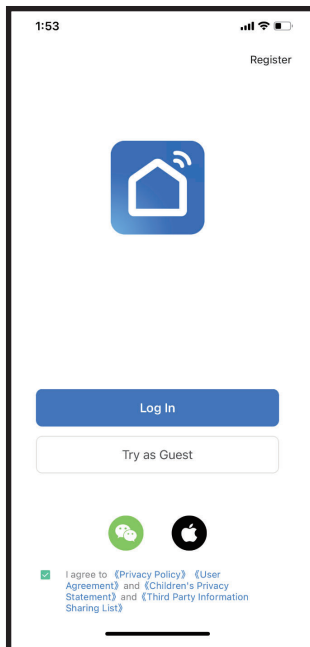 1:53
Register
Log In
Try as Guest
I agree to 《Privacy Policy》 《User
Agreement》 and 《Children's Privacy
Statement》 and 《Third Party Information
Sharing List》